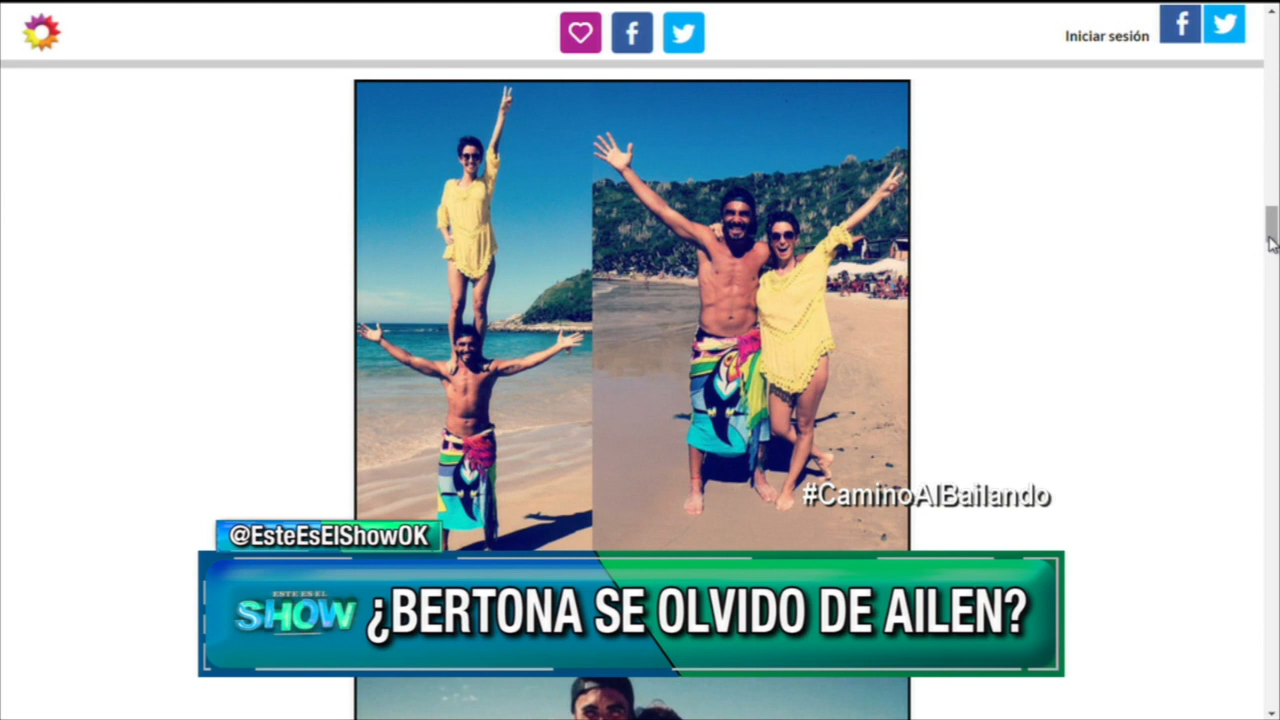 Iniciar sesión
#CaminoAlBailando
@EsteEsElShowOK
ESTE ES EL
SHOW
¿BERTONA SE OLVIDO DE AILEN?